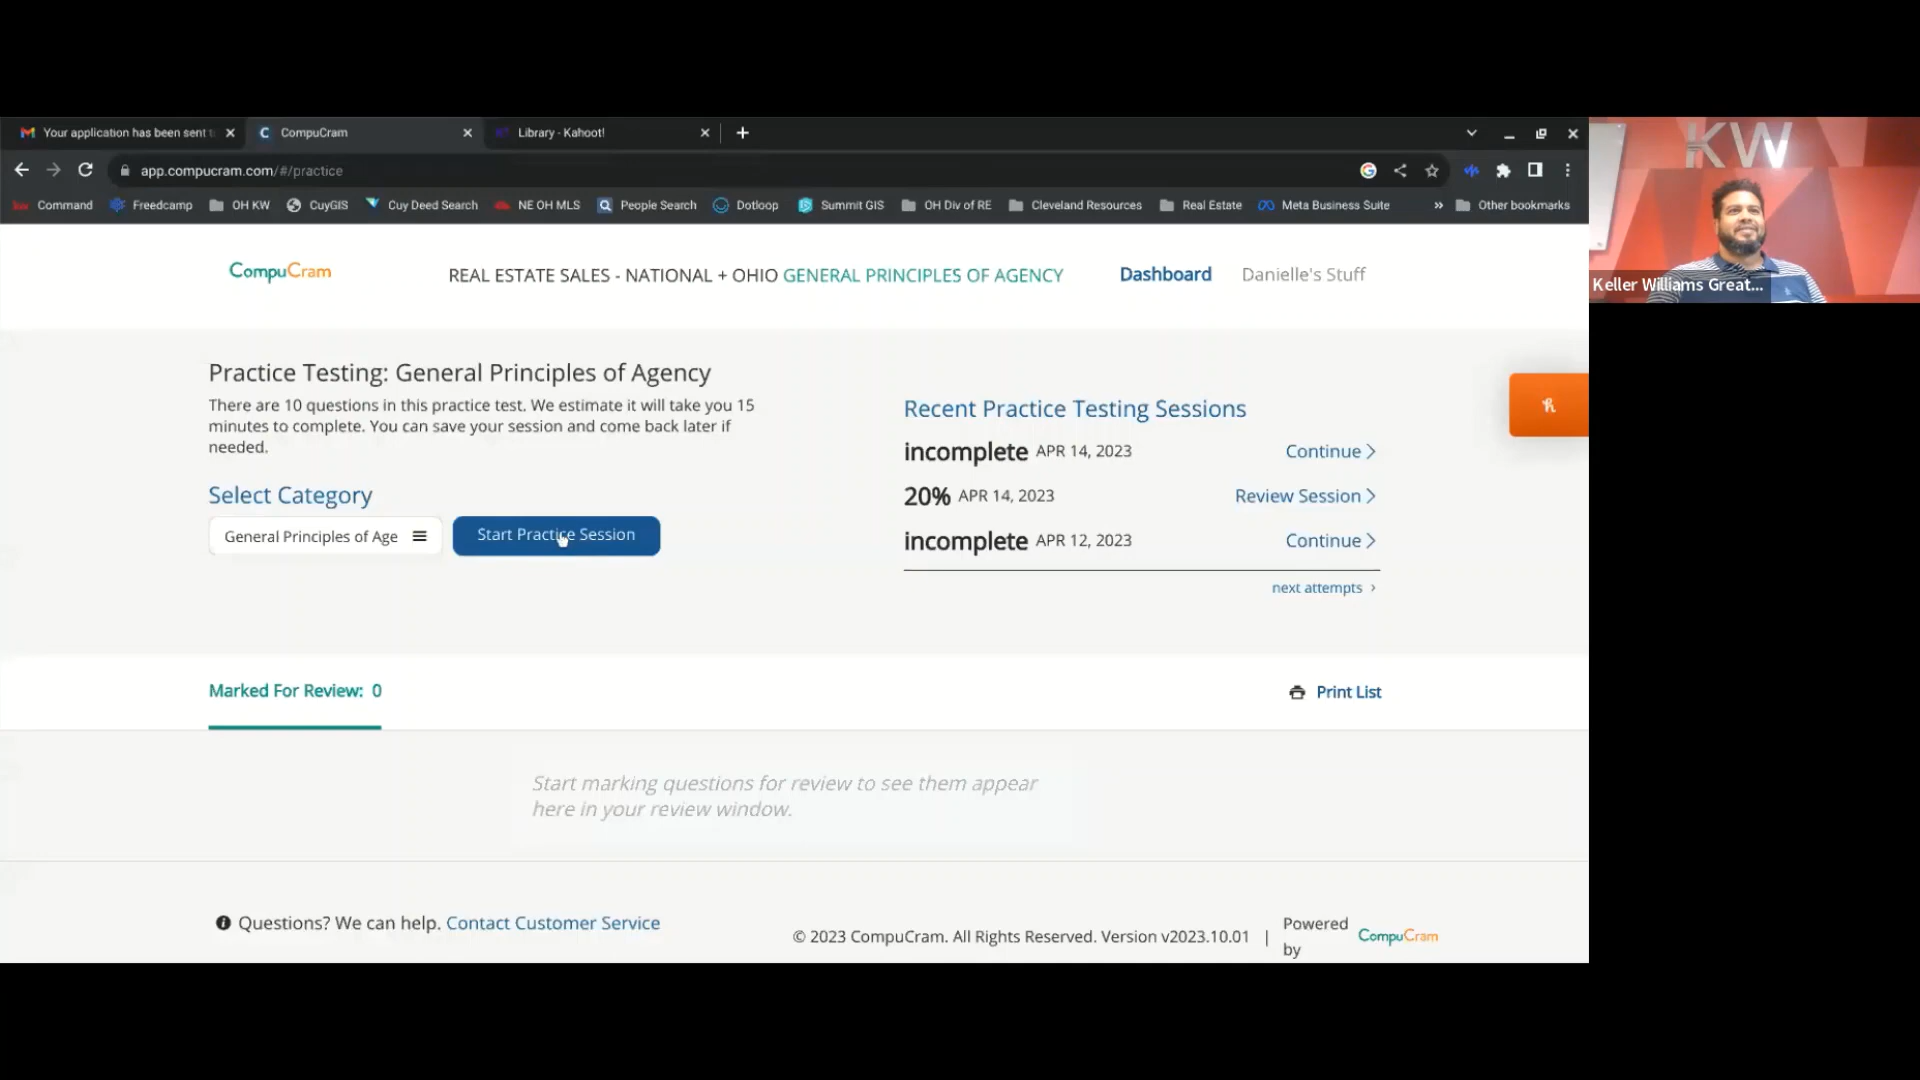 Your application has been sent t
CompuCram
Library - Kahoot!
app.compucram.com/#/practice
Command Freedcamp OH KW CuyGIS Cuy Deed Search NE OH MLS People Search Dotloop Summit GIS OH Div of RE Cleveland Resources Real Estate Meta Business Suite » Other bookmarks
KW
Keller Williams Great...
CompuCram REAL ESTATE SALES - NATIONAL + OHIO GENERAL PRINCIPLES OF AGENCY Dashboard Danielle's Stuff
Practice Testing: General Principles of Agency
There are 10 questions in this practice test. We estimate it will take you 15
minutes to complete. You can save your session and come back later if
needed.
Select Category
General Principles of Age
Start Practice Session
Recent Practice Testing Sessions
incomplete APR 14, 2023 Continue
20% APR 14, 2023 Review Session
incomplete APR 12, 2023 Continue
next attempts
Marked For Review: 0
Print List
Start marking questions for review to see them appear
here in your review window.
Questions? We can help. Contact Customer Service
© 2023 CompuCram. All Rights Reserved. Version v2023.10.01 |
Powered
by
CompuCram